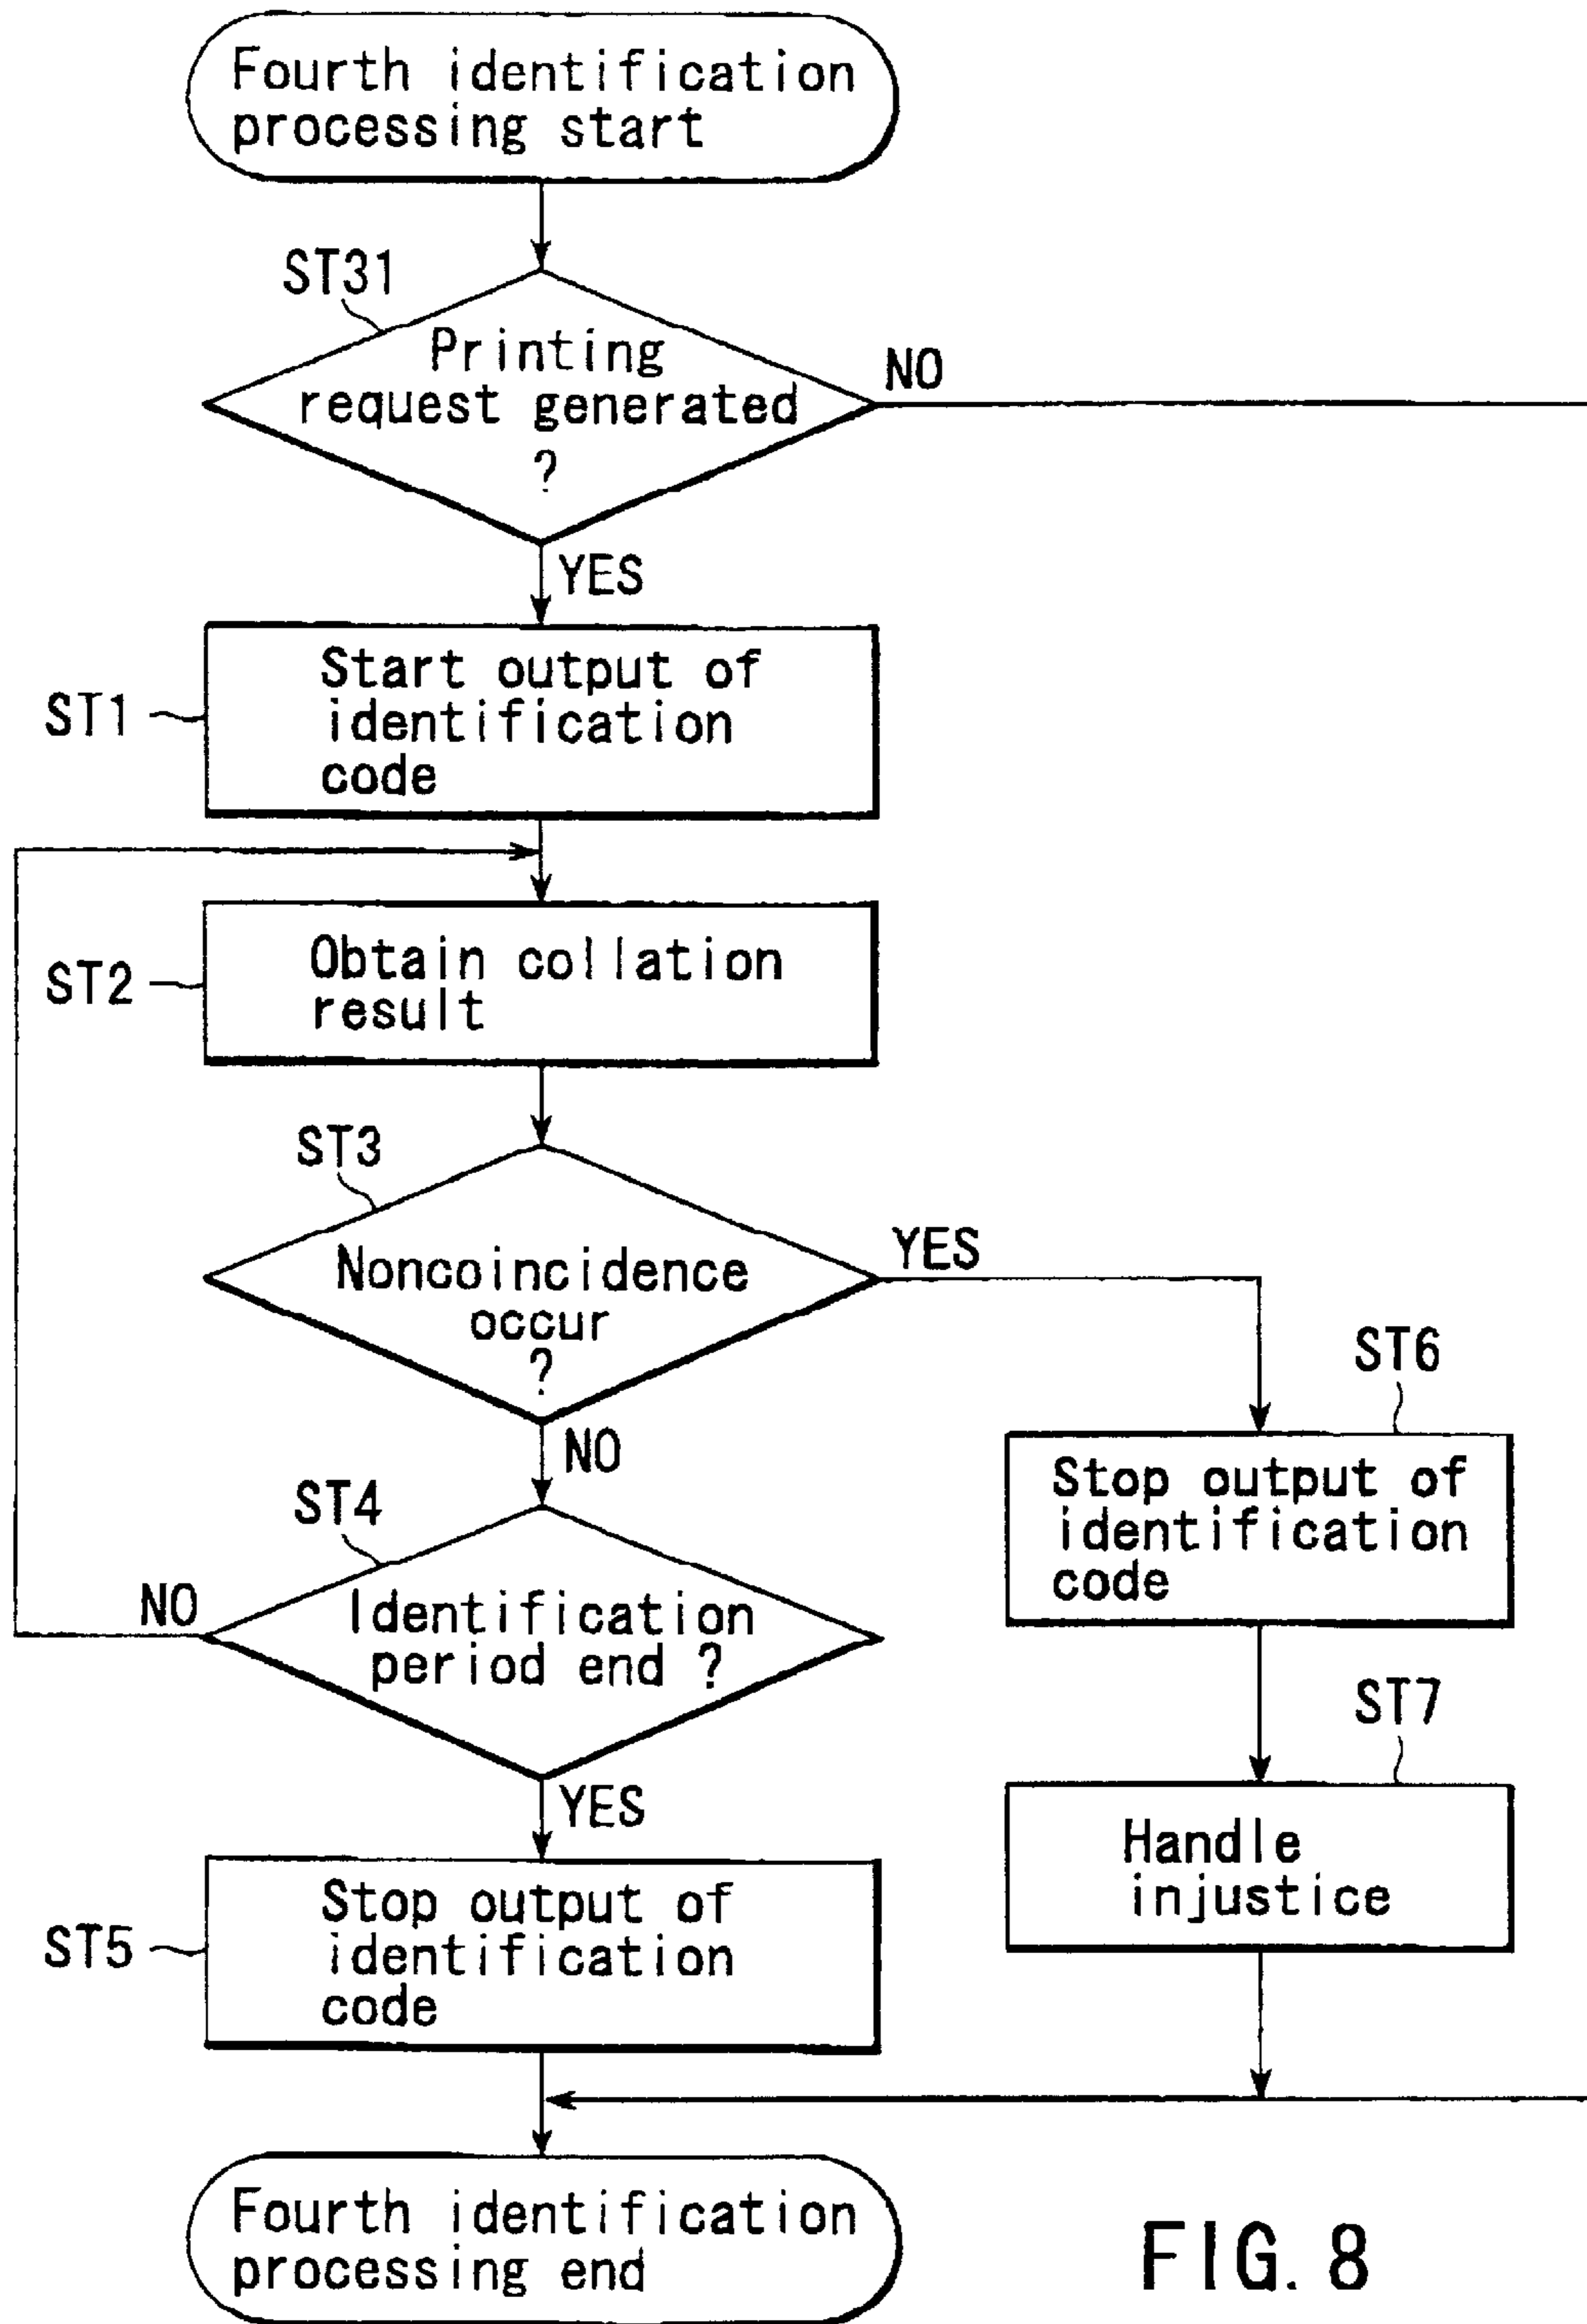 Fourth identification
processing start
ST31
Printing
request generated
?
NO
YES
ST1
Start output of
identification
code
ST2
Obtain collation
result
ST3
Noncoincidence
occur
?
YES
NO
ST6
Stop output of
identification
code
ST4
Identification
period end ?
NO
YES
ST7
Handle
injustice
ST5
Stop output of
identification
code
Fourth identification
processing end
FIG. 8